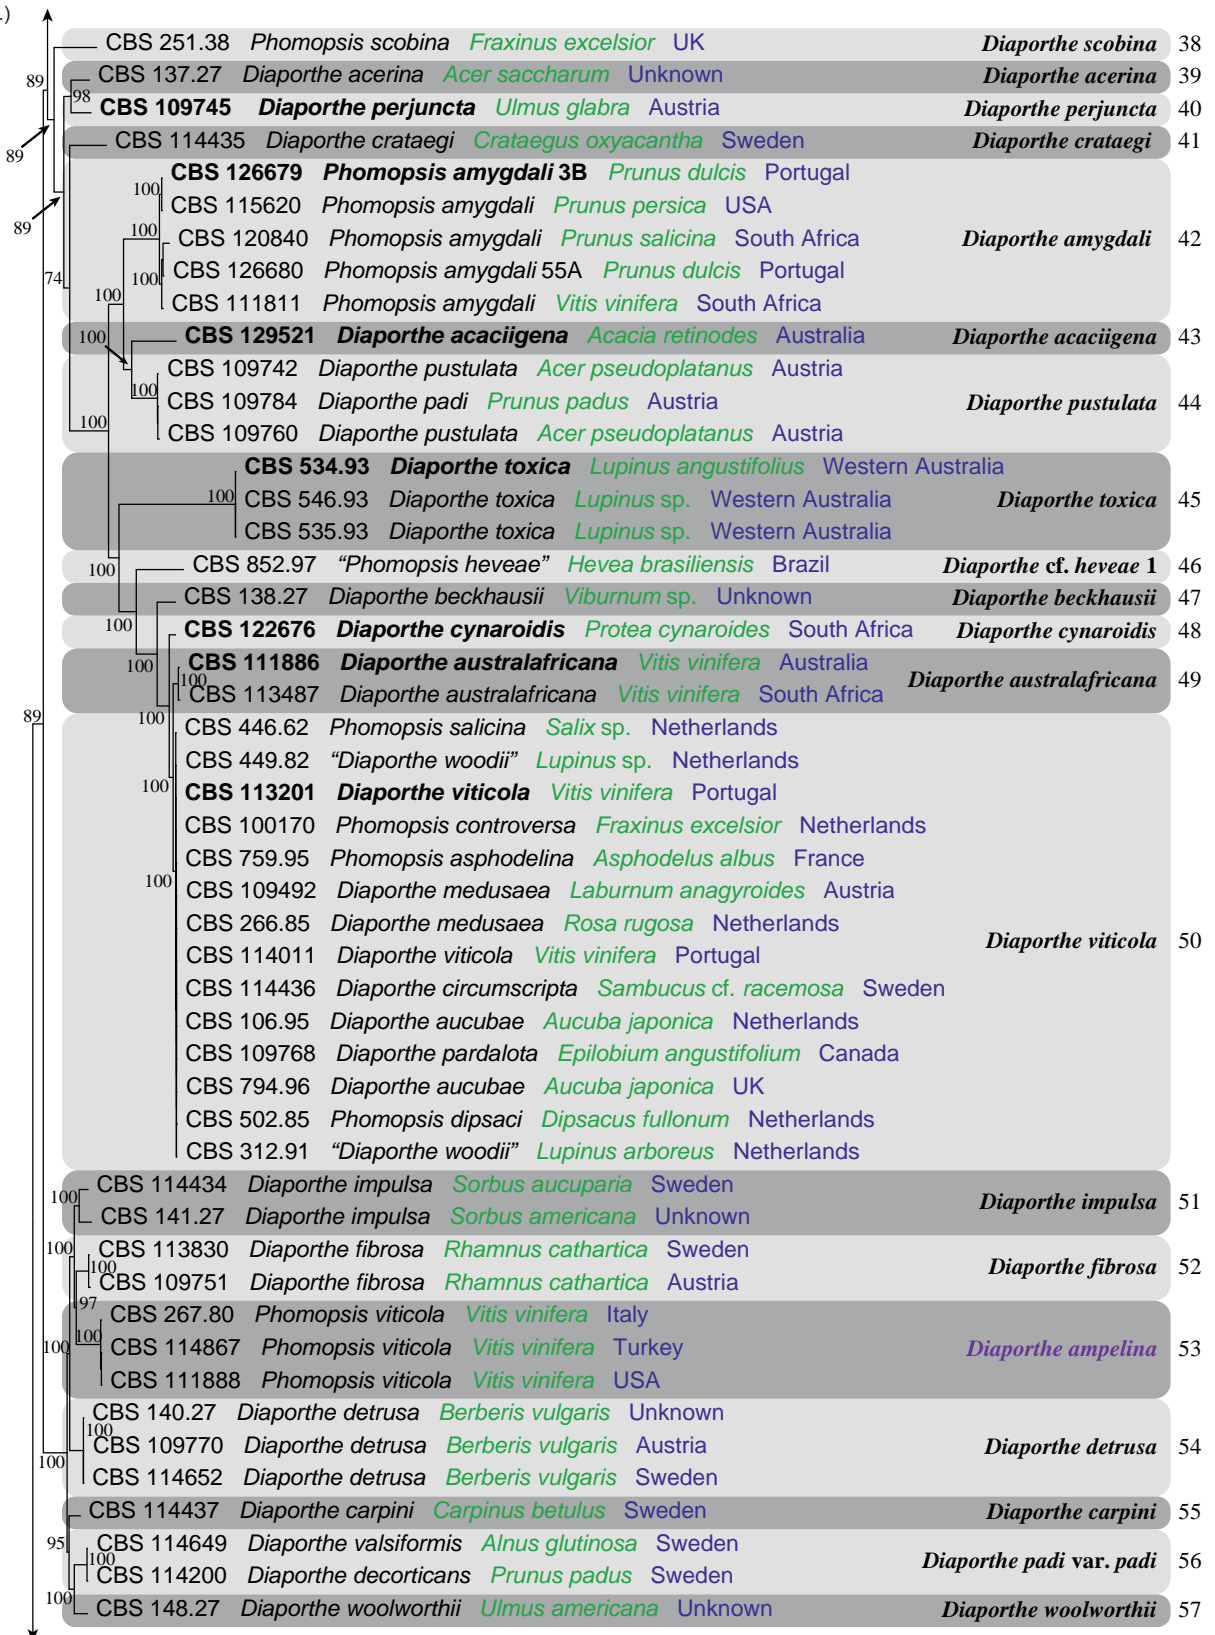 .)
CBS 251.38 Phomopsis scobina Fraxinus excelsior UK Diaporthe scobina 38
89 CBS 137.27 Diaporthe acerina Acer saccharum Unknown Diaporthe acerina 39
98 CBS 109745 Diaporthe perjuncta Ulmus glabra Austria Diaporthe perjuncta 40
89 CBS 114435 Diaporthe crataegi Crataegus oxyacantha Sweden Diaporthe crataegi 41
CBS 126679 Phomopsis amygdali 3B Prunus dulcis Portugal
100 CBS 115620 Phomopsis amygdali Prunus persica USA
89 100 CBS 120840 Phomopsis amygdali Prunus salicina South Africa Diaporthe amygdali 42
74 100 CBS 126680 Phomopsis amygdali 55A Prunus dulcis Portugal
100 CBS 111811 Phomopsis amygdali Vitis vinifera South Africa
100 CBS 129521 Diaporthe acaciigena Acacia retinodes Australia Diaporthe acaciigena 43
CBS 109742 Diaporthe pustulata Acer pseudoplatanus Austria
100 CBS 109784 Diaporthe padi Prunus padus Austria Diaporthe pustulata 44
100 CBS 109760 Diaporthe pustulata Acer pseudoplatanus Austria
CBS 534.93 Diaporthe toxica Lupinus angustifolius Western Australia
100 CBS 546.93 Diaporthe toxica Lupinus sp. Western Australia Diaporthe toxica 45
CBS 535.93 Diaporthe toxica Lupinus sp. Western Australia
100 CBS 852.97 “Phomopsis heveae” Hevea brasiliensis Brazil Diaporthe cf. heveae 1 46
CBS 138.27 Diaporthe beckhausii Viburnum sp. Unknown Diaporthe beckhausii 47
100 CBS 122676 Diaporthe cynaroidis Protea cynaroides South Africa Diaporthe cynaroidis 48
100 CBS 111886 Diaporthe australafricana Vitis vinifera Australia
100 CBS 113487 Diaporthe australafricana Vitis vinifera South Africa Diaporthe australafricana 49
89 100 CBS 446.62 Phomopsis salicina Salix sp. Netherlands
CBS 449.82 “Diaporthe woodii” Lupinus sp. Netherlands
100 CBS 113201 Diaporthe viticola Vitis vinifera Portugal
CBS 100170 Phomopsis controversa Fraxinus excelsior Netherlands
CBS 759.95 Phomopsis asphodelina Asphodelus albus France
100 CBS 109492 Diaporthe medusaea Laburnum anagyroides Austria
CBS 266.85 Diaporthe medusaea Rosa rugosa Netherlands
CBS 114011 Diaporthe viticola Vitis vinifera Portugal Diaporthe viticola 50
CBS 114436 Diaporthe circumscripta Sambucus cf. racemosa Sweden
CBS 106.95 Diaporthe aucubae Aucuba japonica Netherlands
CBS 109768 Diaporthe pardalota Epilobium angustifolium Canada
CBS 794.96 Diaporthe aucubae Aucuba japonica UK
CBS 502.85 Phomopsis dipsaci Dipsacus fullonum Netherlands
CBS 312.91 “Diaporthe woodii” Lupinus arboreus Netherlands
100 CBS 114434 Diaporthe impulsa Sorbus aucuparia Sweden
CBS 141.27 Diaporthe impulsa Sorbus americana Unknown Diaporthe impulsa 51
100 CBS 113830 Diaporthe fibrosa Rhamnus cathartica Sweden
100 CBS 109751 Diaporthe fibrosa Rhamnus cathartica Austria Diaporthe fibrosa 52
97 CBS 267.80 Phomopsis viticola Vitis vinifera Italy
100 100 CBS 114867 Phomopsis viticola Vitis vinifera Turkey Diaporthe ampelina 53
CBS 111888 Phomopsis viticola Vitis vinifera USA
CBS 140.27 Diaporthe detrusa Berberis vulgaris Unknown
100 CBS 109770 Diaporthe detrusa Berberis vulgaris Austria Diaporthe detrusa 54
100 CBS 114652 Diaporthe detrusa Berberis vulgaris Sweden
CBS 114437 Diaporthe carpini Carpinus betulus Sweden Diaporthe carpini 55
95 CBS 114649 Diaporthe valsiformis Alnus glutinosa Sweden
100 CBS 114200 Diaporthe decorticans Prunus padus Sweden Diaporthe padi var. padi 56
100 CBS 148.27 Diaporthe woolworthii Ulmus americana Unknown Diaporthe woolworthii 57